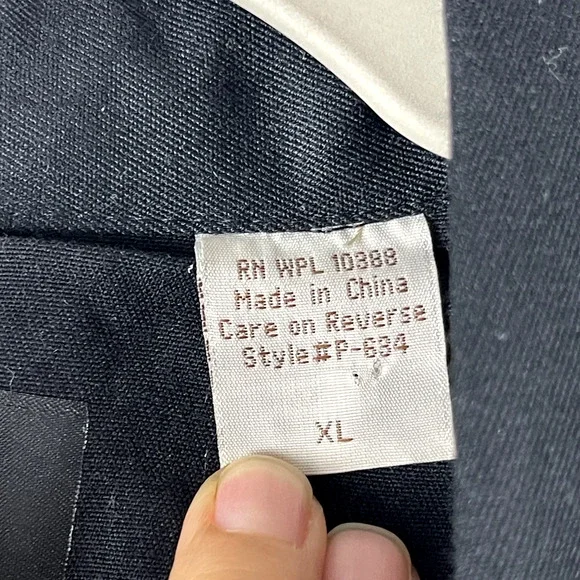 RN WPL 10388
Made in China
Care on Reverse
Style#P-684
XL